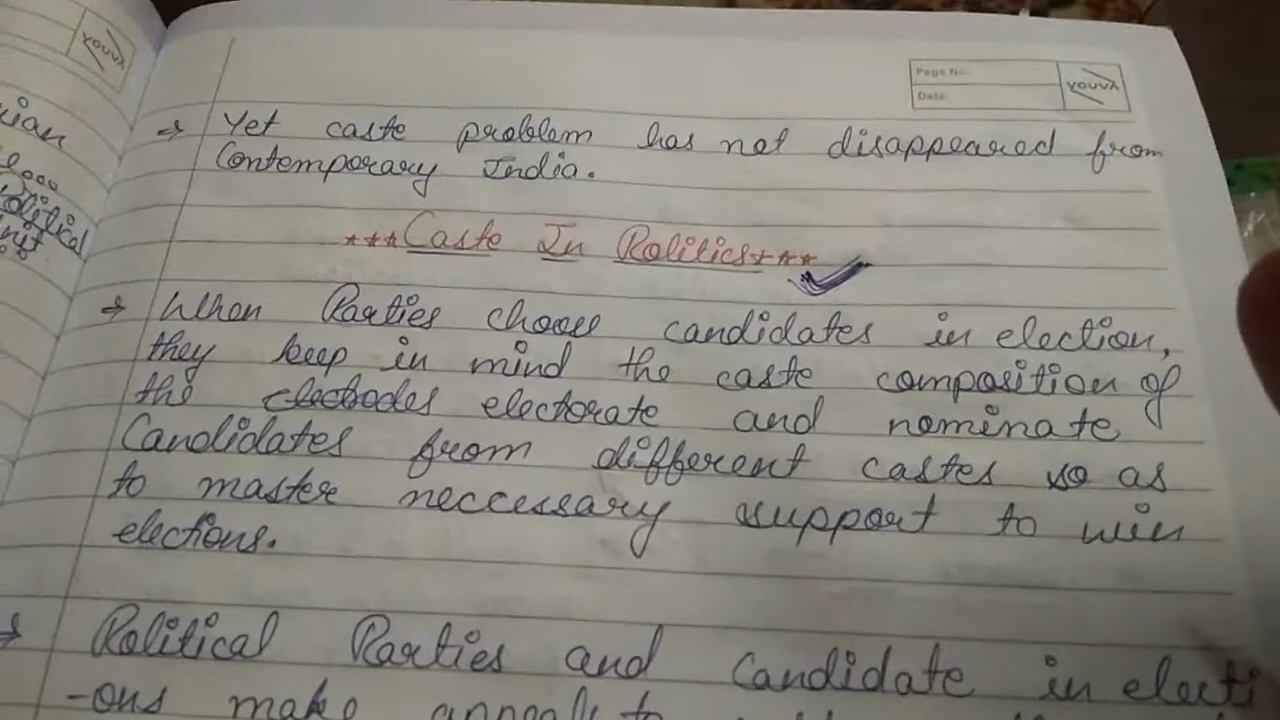 YOUVA
Page No.
Date:
YOUVA
⇒ Yet caste problem has not disappeared from
Contemporary India.
***Caste In Politics***
⇒ When Parties choose candidates in election,
they keep in mind the caste composition of
the electrodes electorate and nominate
Candidates from different castes so as
to master neccessary support to win
elections.
⇒ Political Parties and Candidate in electi
-ons make